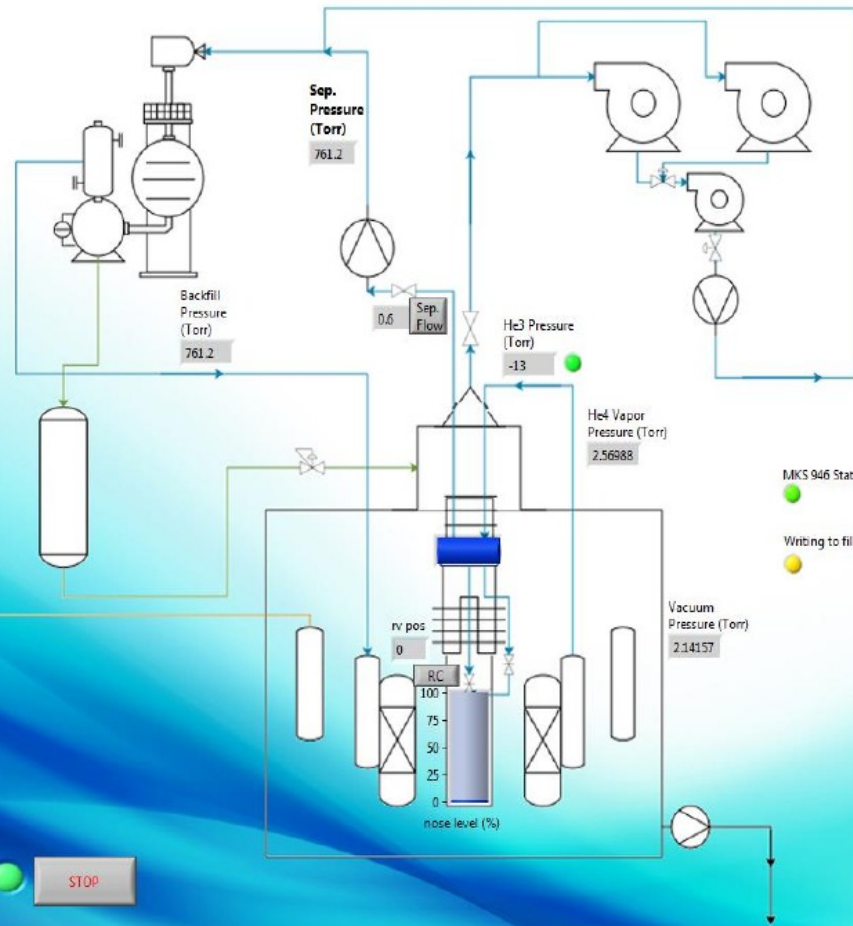 Sep.
Pressure
(Torr)
761.2
Backfill
Pressure
(Torr)
761.2
0.6
Sep.
Flow
He3 Pressure
(Torr)
-13
He4 Vapor
Pressure (Torr)
2.56988
MKS 946 Stat
Writing to fil
Vacuum
Pressure (Torr)
2.14157
rv pos
0
RC
100
75
50
25
0
nose level (%)
STOP